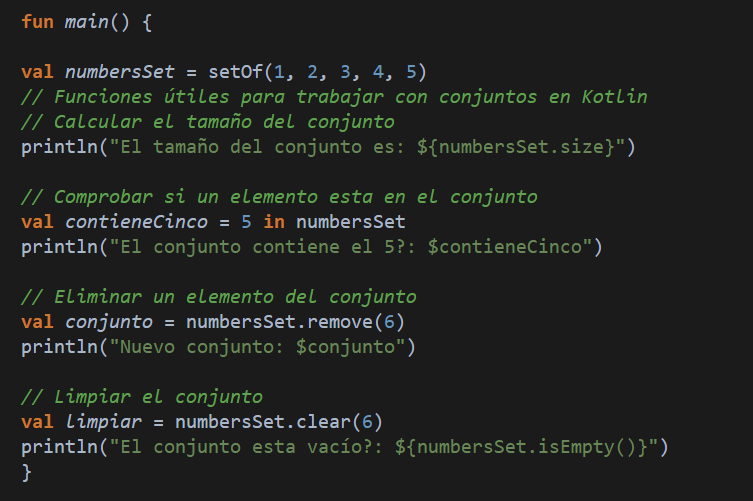 fun main() {
val numbersSet = setOf(1, 2, 3, 4, 5)
// Funciones útiles para trabajar con conjuntos en Kotlin
// Calcular el tamaño del conjunto
println("El tamaño del conjunto es: ${numbersSet.size}")
// Comprobar si un elemento esta en el conjunto
val contieneCinco = 5 in numbersSet
println("El conjunto contiene el 5?: $contieneCinco")
// Eliminar un elemento del conjunto
val conjunto = numbersSet.remove(6)
println("Nuevo conjunto: $conjunto")
// Limpiar el conjunto
val limpiar = numbersSet.clear(6)
println("El conjunto esta vacío?: ${numbersSet.isEmpty()}")
}